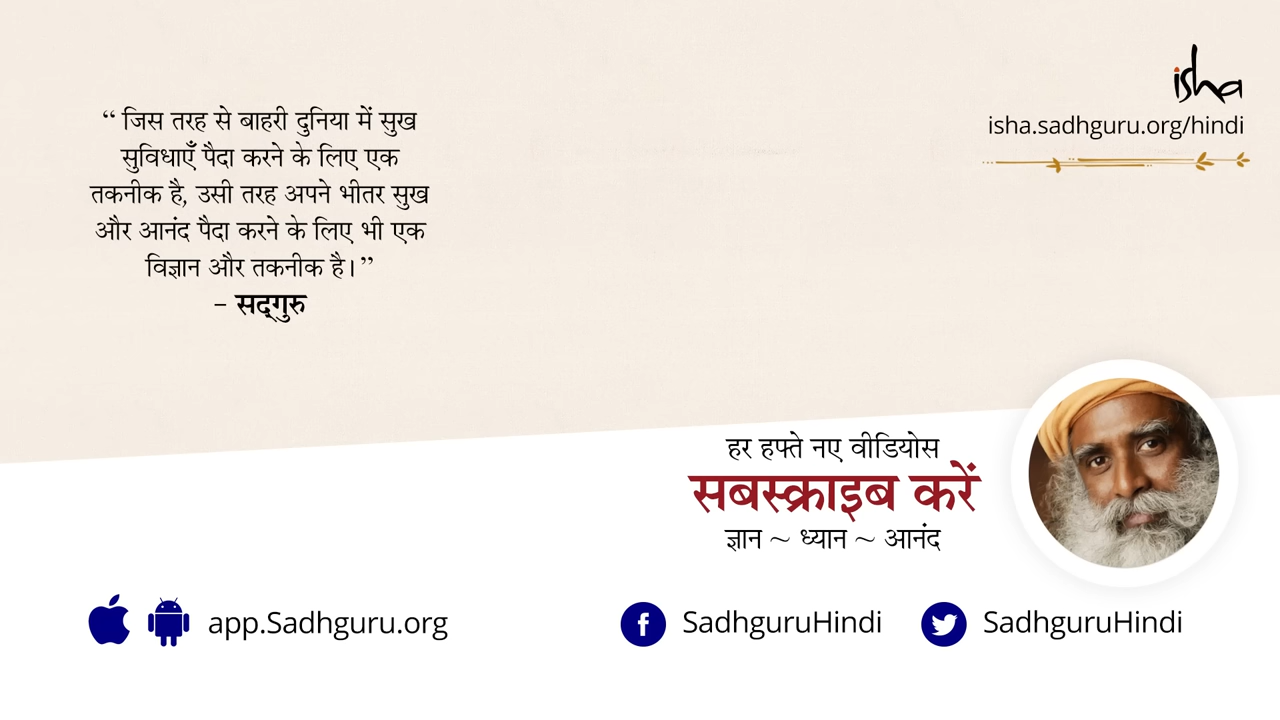 “ जिस तरह से बाहरी दुनिया में सुख
सुविधाएँ पैदा करने के लिए एक
तकनीक है, उसी तरह अपने भीतर सुख
और आनंद पैदा करने के लिए भी एक
विज्ञान और तकनीक है।”
- सद्गुरु
isha
isha.sadhguru.org/hindi
हर हफ्ते नए वीडियोस
सबस्क्राइब करें
ज्ञान ~ ध्यान ~ आनंद
app.Sadhguru.org
SadhguruHindi
SadhguruHindi